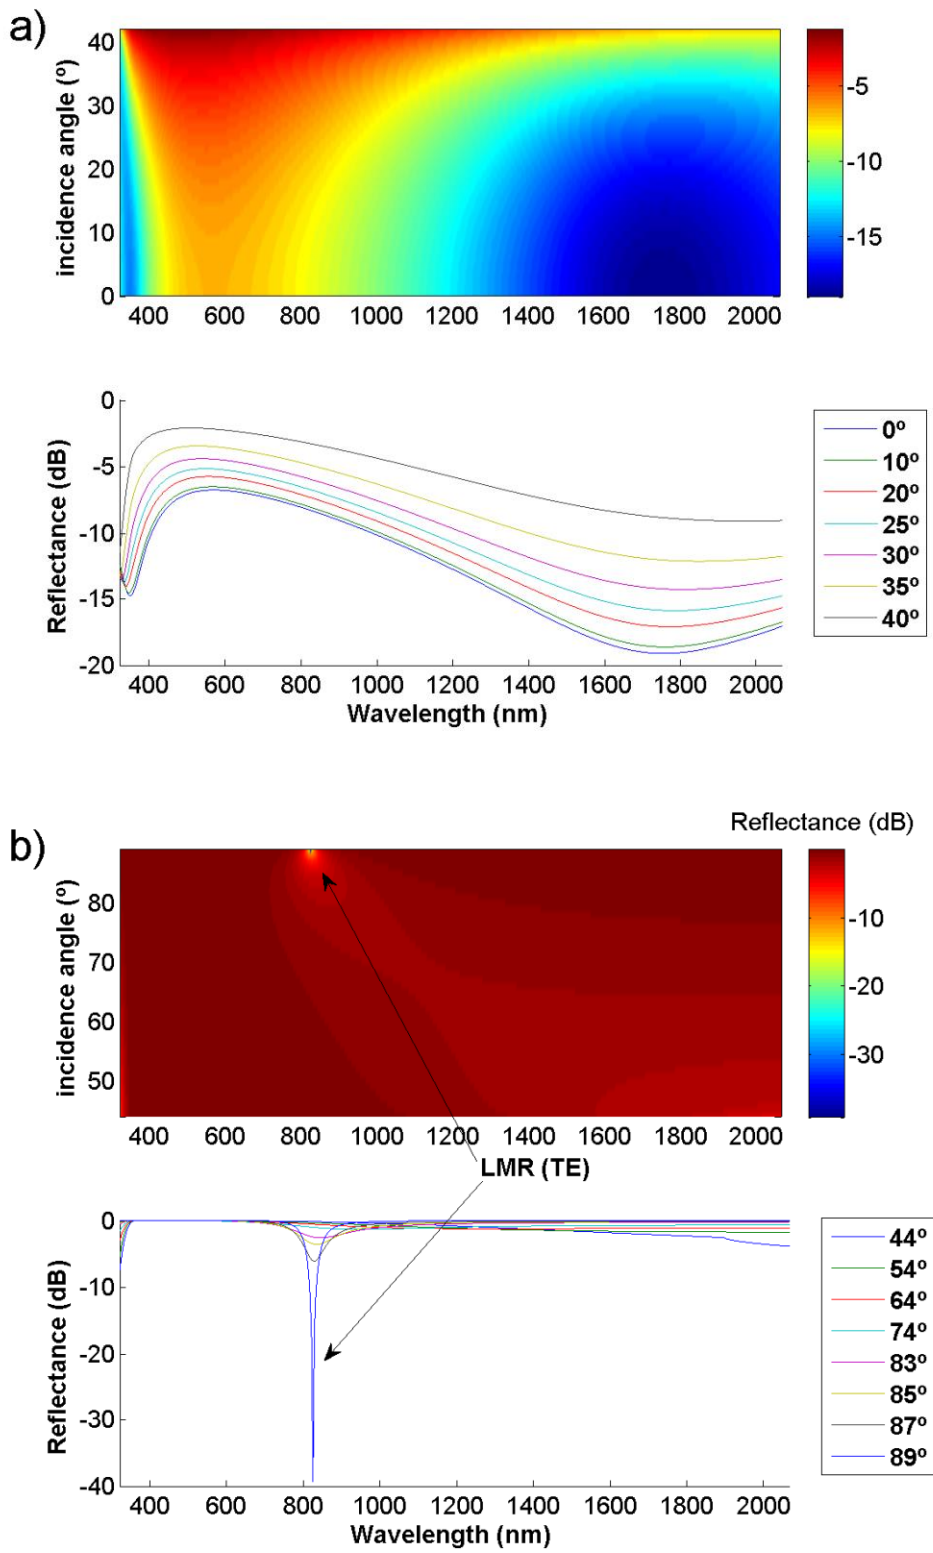 a)
incidence angle (º)
40
30
20
10
0
400 600 800 1000 1200 1400 1600 1800 2000
-5
-10
-15
Reflectance (dB)
0
-5
-10
-15
-20
400 600 800 1000 1200 1400 1600 1800 2000
Wavelength (nm)
0º
10º
20º
25º
30º
35º
40º
Reflectance (dB)
b)
incidence angle (º)
80
70
60
50
400 600 800 1000 1200 1400 1600 1800 2000
-10
-20
-30
LMR (TE)
Reflectance (dB)
0
-10
-20
-30
-40
400 600 800 1000 1200 1400 1600 1800 2000
Wavelength (nm)
44º
54º
64º
74º
83º
85º
87º
89º